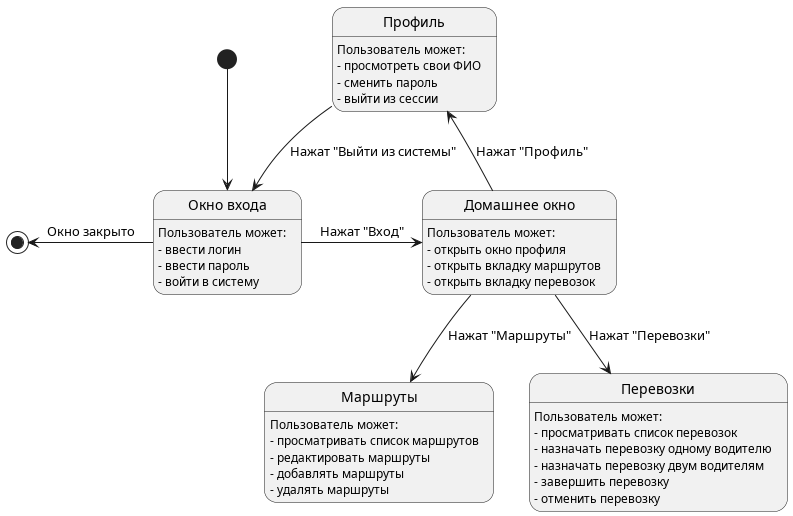 Профиль
Пользователь может:
- просмотреть свои ФИО
- сменить пароль
- выйти из сессии
Нажат "Выйти из системы"
Нажат "Профиль"
Окно входа
Пользователь может:
- ввести логин
- ввести пароль
- войти в систему
Окно закрыто
Нажат "Вход"
Домашнее окно
Пользователь может:
- открыть окно профиля
- открыть вкладку маршрутов
- открыть вкладку перевозок
Нажат "Маршруты"
Нажат "Перевозки"
Маршруты
Пользователь может:
- просматривать список маршрутов
- редактировать маршруты
- добавлять маршруты
- удалять маршруты
Перевозки
Пользователь может:
- просматривать список перевозок
- назначать перевозку одному водителю
- назначать перевозку двум водителям
- завершить перевозку
- отменить перевозку